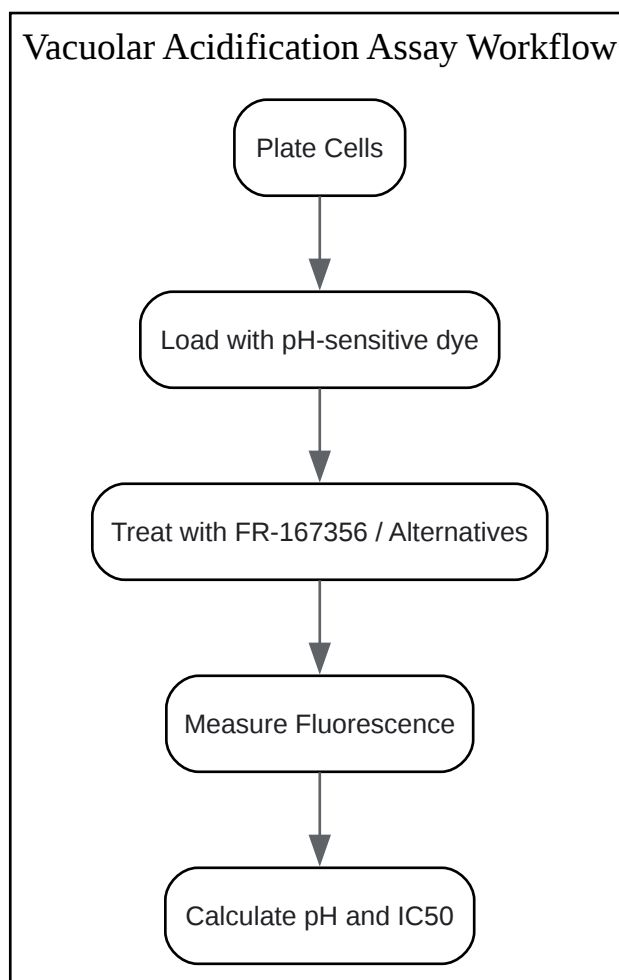 Vacuolar Acidification Assay Workflow
Plate Cells
Load with pH-sensitive dye
Treat with FR-167356 / Alternatives
Measure Fluorescence
Calculate pH and IC50